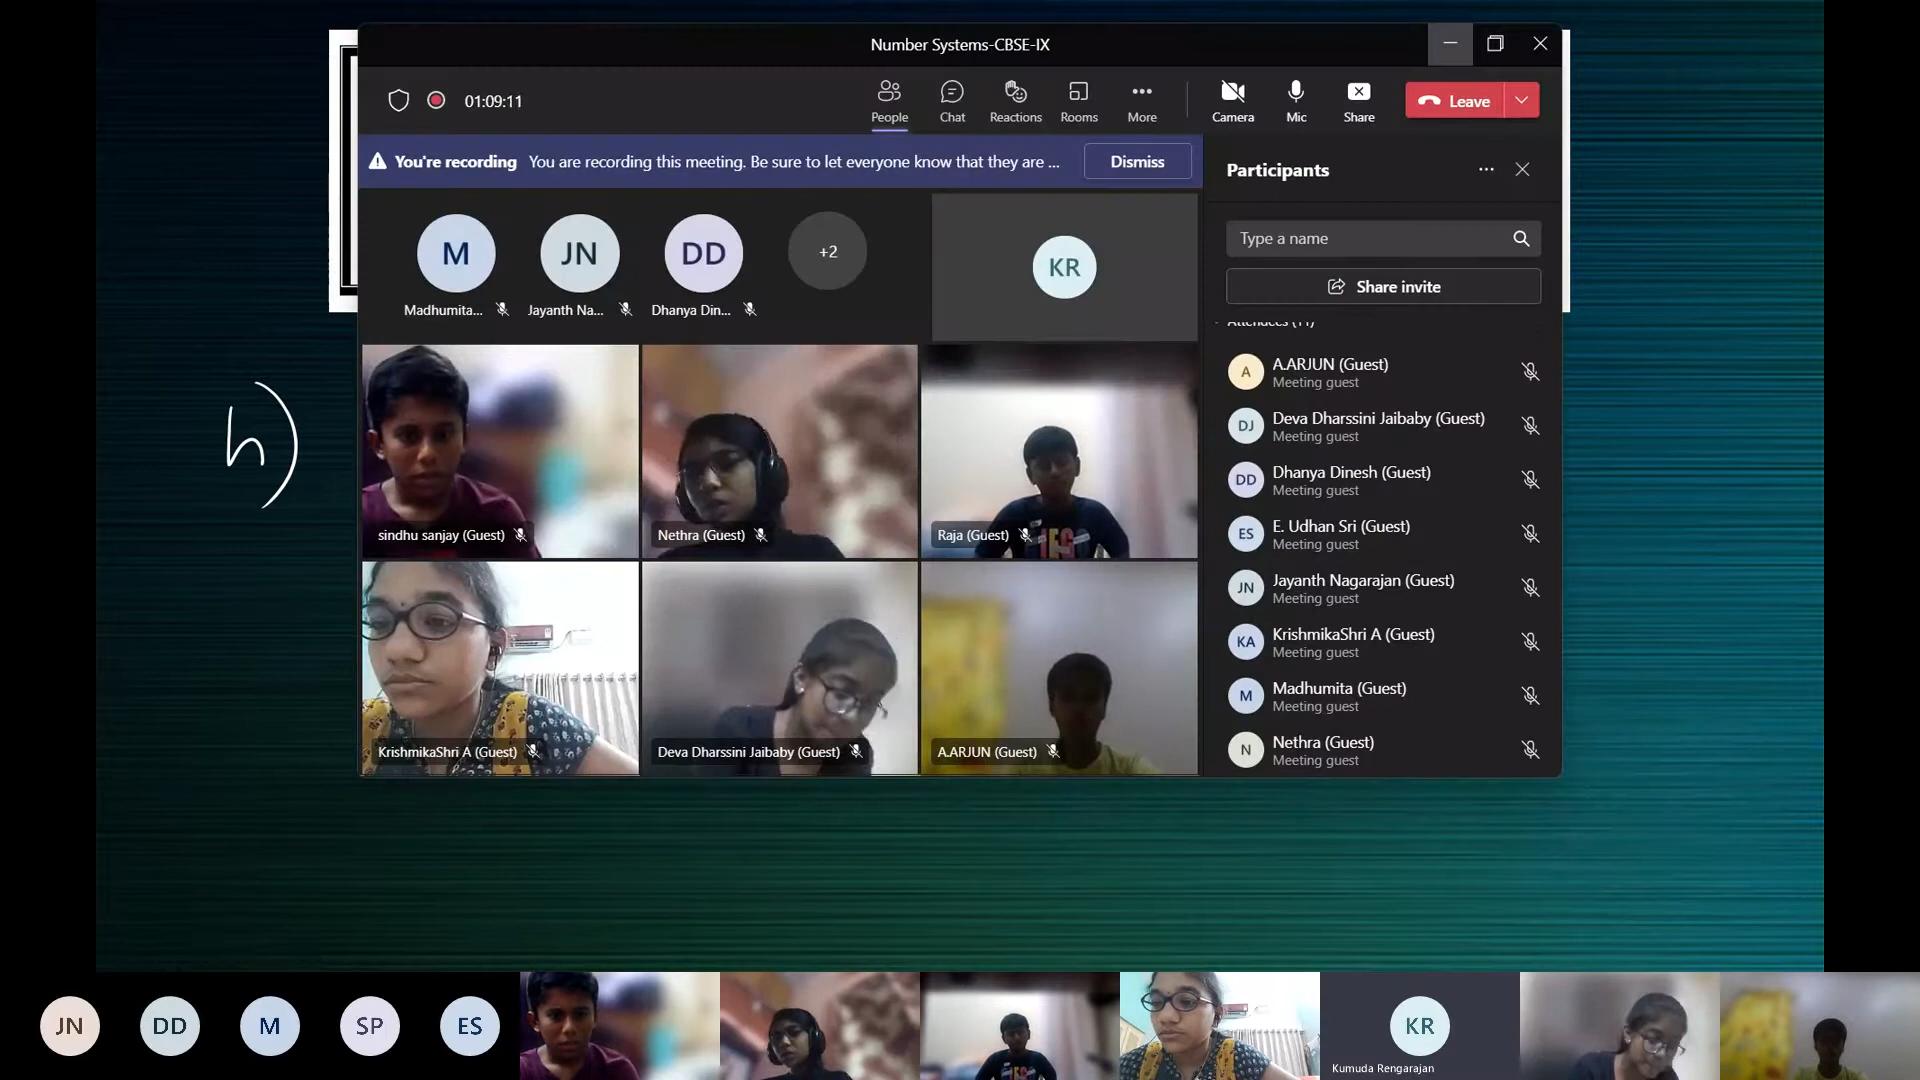 Number Systems-CBSE-IX
01:09:11
People
Chat
Reactions
Rooms
More
Camera
Mic
Share
Leave
You're recording You are recording this meeting. Be sure to let everyone know that they are ...
Dismiss
M
Madhumita...
JN
Jayanth Na...
DD
Dhanya Din...
+2
KR
h)
sindhu sanjay (Guest)
Nethra (Guest)
Raja (Guest)
KrishmikaShri A (Guest)
Deva Dharssini Jaibaby (Guest)
A.ARJUN (Guest)
Participants
Type a name
Share invite
Attendees (11)
A
A.ARJUN (Guest)
Meeting guest
DJ
Deva Dharssini Jaibaby (Guest)
Meeting guest
DD
Dhanya Dinesh (Guest)
Meeting guest
ES
E. Udhan Sri (Guest)
Meeting guest
JN
Jayanth Nagarajan (Guest)
Meeting guest
KA
KrishmikaShri A (Guest)
Meeting guest
M
Madhumita (Guest)
Meeting guest
N
Nethra (Guest)
Meeting guest
JN
DD
M
SP
ES
KR
Kumuda Rengarajan